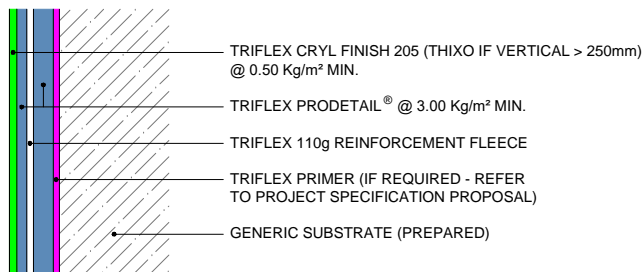 TRIFLEX CRYL FINISH 205 (THIXO IF VERTICAL > 250mm)
@ 0.50 Kg/m² MIN.
TRIFLEX PRODETAIL® @ 3.00 Kg/m² MIN.
TRIFLEX 110g REINFORCEMENT FLEECE
TRIFLEX PRIMER (IF REQUIRED - REFER
TO PROJECT SPECIFICATION PROPOSAL)
GENERIC SUBSTRATE (PREPARED)